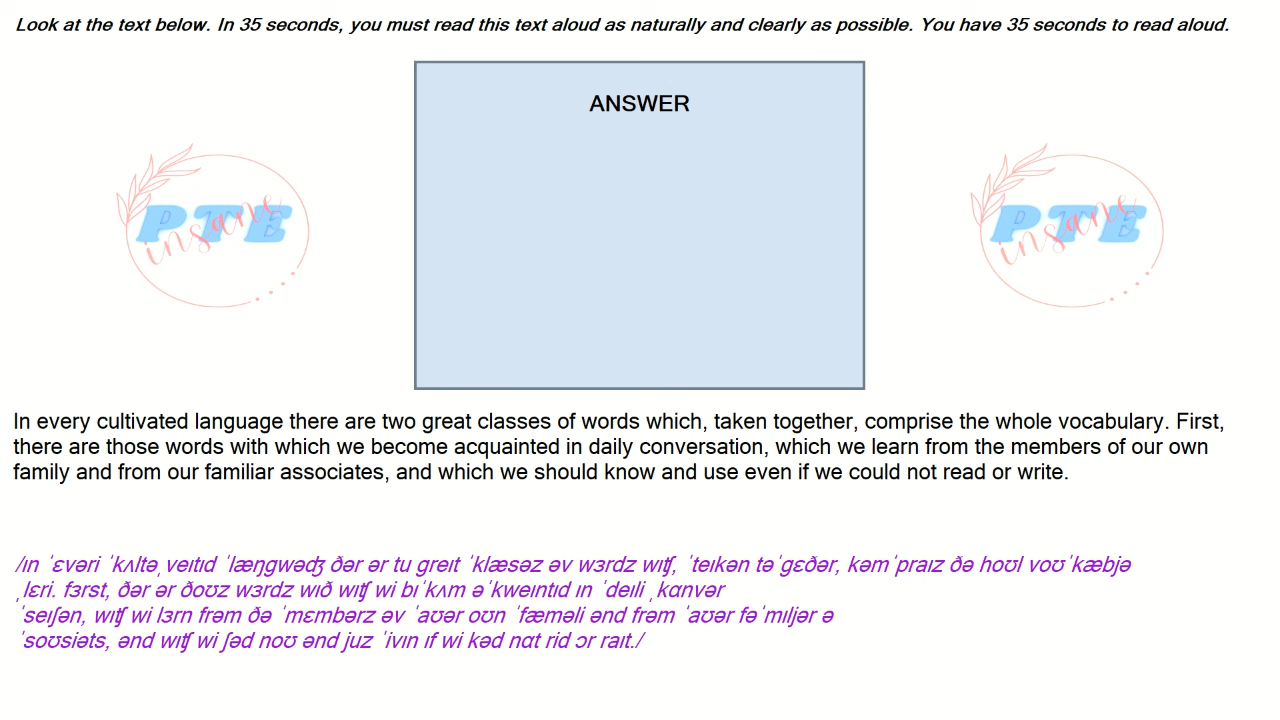 Look at the text below. In 35 seconds, you must read this text aloud as naturally and clearly as possible. You have 35 seconds to read aloud.
ANSWER
PTE
insane
PTE
insane
In every cultivated language there are two great classes of words which, taken together, comprise the whole vocabulary. First,
there are those words with which we become acquainted in daily conversation, which we learn from the members of our own
family and from our familiar associates, and which we should know and use even if we could not read or write.
/ɪn ˈɛvəri ˈkʌltəˌveɪtɪd ˈlæŋgwəʤ ðər ər tu greɪt ˈklæsəz əv wɜrdz wɪʧ, ˈteɪkən təˈgɛðər, kəmˈpraɪz ðə hoʊl voʊˈkæbjə
ˌlɛri. fɜrst, ðər ər ðoʊz wɜrdz wɪð wɪʧ wi bɪˈkʌm əˈkweɪntɪd ɪn ˈdeɪli ˌkɑnvər
ˈseɪʃən, wɪʧ wi lɜrn frəm ðə ˈmɛmbərz əv ˈaʊər oʊn ˈfæməli ənd frəm ˈaʊər fəˈmɪljər ə
ˈsoʊsiəts, ənd wɪʧ wi ʃəd noʊ ənd juz ˈivɪn ɪf wi kəd nɑt rid ɔr raɪt./